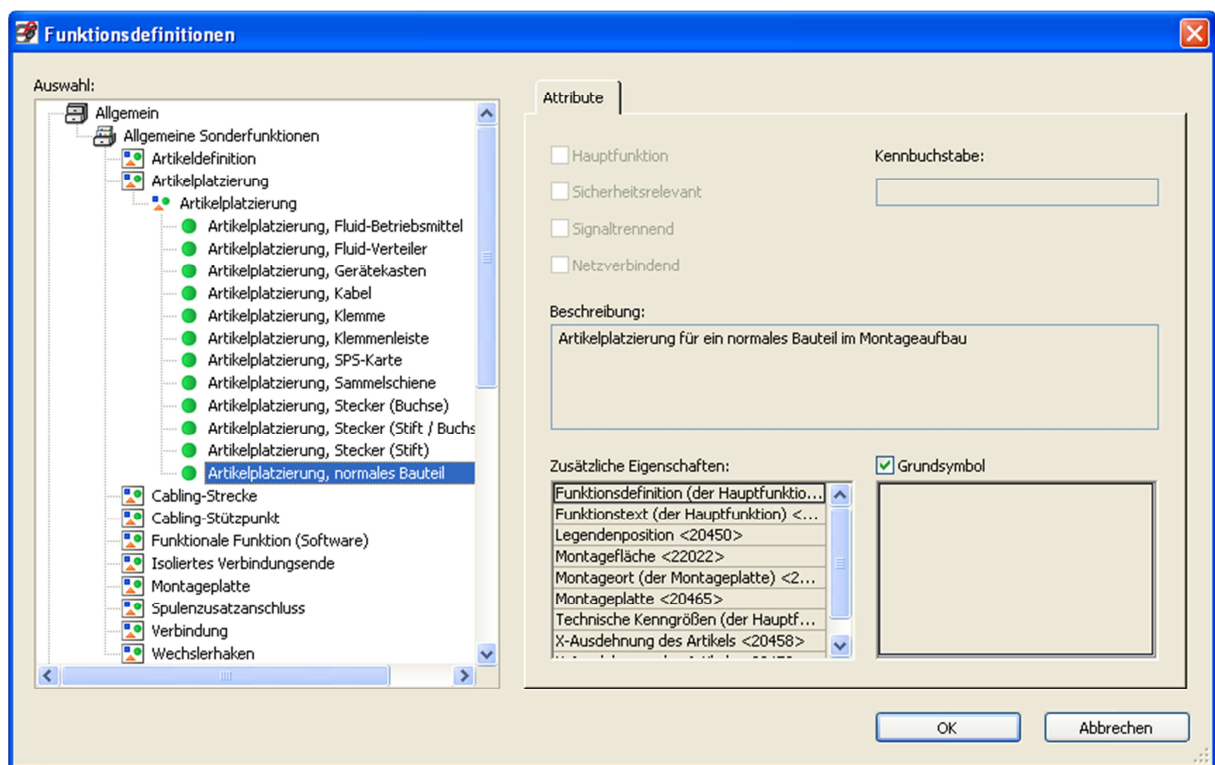 Funktionsdefinitionen
Auswahl:
Allgemein
Allgemeine Sonderfunktionen
Artikeldefinition
Artikelplatzierung
Artikelplatzierung
Artikelplatzierung, Fluid-Betriebsmittel
Artikelplatzierung, Fluid-Verteiler
Artikelplatzierung, Gerätekasten
Artikelplatzierung, Kabel
Artikelplatzierung, Klemme
Artikelplatzierung, Klemmenleiste
Artikelplatzierung, SPS-Karte
Artikelplatzierung, Sammelschiene
Artikelplatzierung, Stecker (Buchse)
Artikelplatzierung, Stecker (Stift / Buchs
Artikelplatzierung, Stecker (Stift)
Artikelplatzierung, normales Bauteil
Cabling-Strecke
Cabling-Stützpunkt
Funktionale Funktion (Software)
Isoliertes Verbindungsende
Montageplatte
Spulenzusatzanschluss
Verbindung
Wechslerhaken
Attribute
Hauptfunktion
Sicherheitsrelevant
Signaltrennend
Netzverbindend
Kennbuchstabe:
Beschreibung:
Artikelplatzierung für ein normales Bauteil im Montageaufbau
Zusätzliche Eigenschaften:
Funktionsdefinition (der Hauptfunktio...
Funktionstext (der Hauptfunktion) <...
Legendenposition <20450>
Montagefläche <22022>
Montageort (der Montageplatte) <2...
Montageplatte <20465>
Technische Kenngrößen (der Hauptf...
X-Ausdehnung des Artikels <20458>
Grundsymbol
OK
Abbrechen